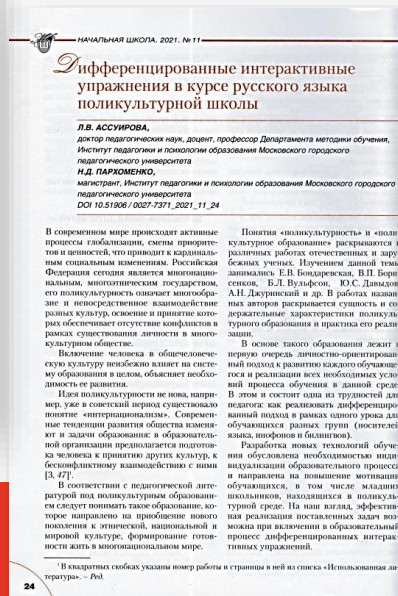 НАЧАЛЬНАЯ ШКОЛА. 2021. №11
Дифференцированные интерактивные
упражнения в курсе русского языка
поликультурной школы
Л.В. АССУИРОВА,
доктор педагогических наук, доцент, профессор Департамента методики обучения,
Институт педагогики и психологии образования Московского городского
педагогического университета
Н.Д. ПАРХОМЕНКО,
магистрант, Институт педагогики и психологии образования Московского городского
педагогического университета
DOI 10.51906 / 0027-7371_2021_11_24
В современном мире происходят активные
процессы глобализации, смены приорите-
тов и ценностей, что приводит к кардиналь-
ным социальным изменениям. Российская
Федерация сегодня является многонацио-
нальным, многоэтничным государством,
его поликультурность означает многообра-
зие и непосредственное взаимодействие
разных культур, освоение и принятие кото-
рых обеспечивает отсутствие конфликтов в
рамках существования личности в много-
культурном обществе.
Включение человека в общечеловече-
скую культуру неизбежно влияет на систе-
му образования в целом, объясняет необхо-
димость ее развития.
Идея поликультурности не нова, напри-
мер, уже в советский период существовало
понятие «интернационализм». Современ-
ные тенденции развития общества изменя-
ют и задачи образования: в образователь-
ной организации предполагается подготов-
ка человека к принятию других культур, к
бесконфликтному взаимодействию с ними
[3, 47]¹.
В соответствии с педагогической литера-
турой под поликультурным образовани-
ем следует понимать такое образование, ко-
торое направлено на приобщение нового
поколения к этнической, национальной и
мировой культуре, формирование готов-
ности жить в многонациональном мире.
Понятия «поликультурность» и «поли-
культурное образование» раскрываются в
различных работах отечественных и зару-
бежных ученых. Изучением данной темы
занимались Е.В. Бондаревская, В.П. Бори-
сенков, Б.Л. Вульфсон, Ю.С. Давыдов,
А.Н. Джуринский и др. В работах назван-
ных авторов раскрывается сущность и со-
держательные характеристики поликуль-
турного образования и практика его реали-
зации.
В основе такого образования лежит в
первую очередь личностно-ориентирован-
ный подход к развитию каждого обучающе-
гося и реализации всех необходимых усло-
вий процесса обучения в данной среде.
В этом и состоит одна из трудностей для
педагога: как реализовать дифференциро-
ванный подход в рамках одного урока для
обучающихся разных групп (носителей
языка, инофонов и билингвов).
Разработка новых технологий обуче-
ния обусловлена необходимостью инди-
видуализации образовательного процесса
и направлена на повышение мотивации
обучающихся, в том числе младших
школьников, находящихся в поликуль-
турной среде. На наш взгляд, эффектив-
ная реализация поставленных задач воз-
можна при включении в образовательный
процесс дифференцированных интерак-
тивных упражнений.
¹ В квадратных скобках указаны номер работы и страницы в ней из списка «Использованная ли-
тература». – Ред.
24